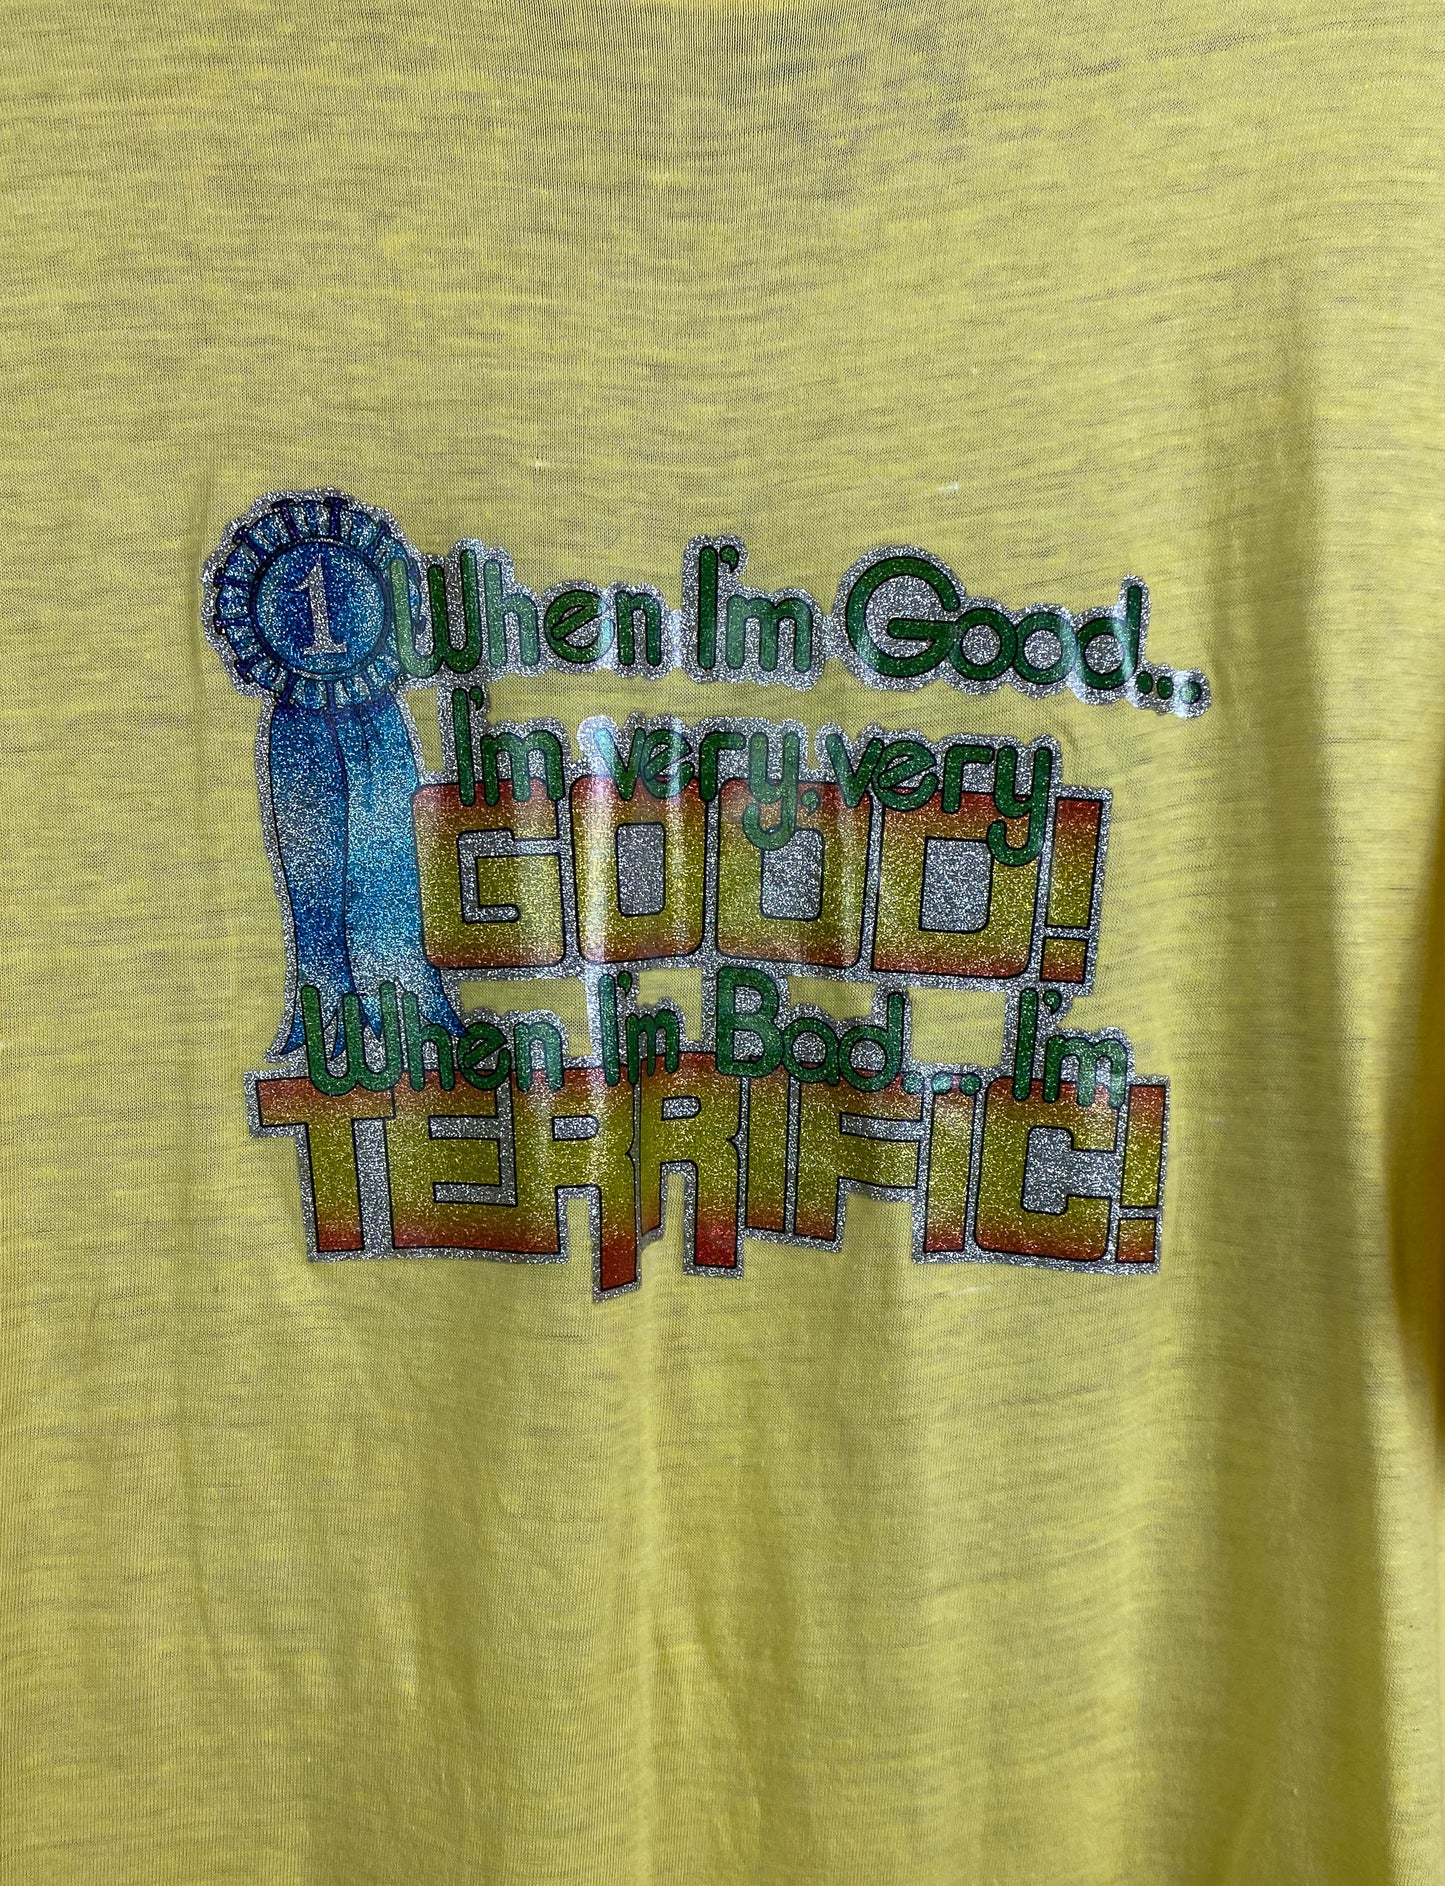 1
When I'm Good...
I'm very, very
GOOD!
When I'm Bad... I'm
TERRIFIC!